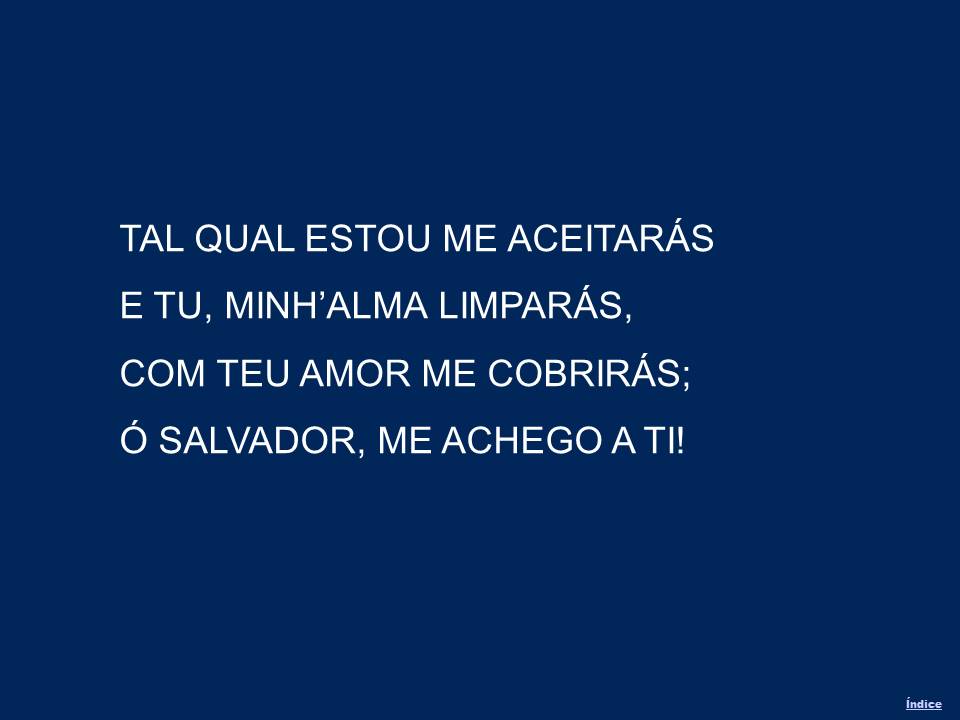 TAL QUAL ESTOU ME ACEITARÁS
E TU, MINH’ALMA LIMPARÁS,
COM TEU AMOR ME COBRIRÁS;
Ó SALVADOR, ME ACHEGO A TI!
Índice